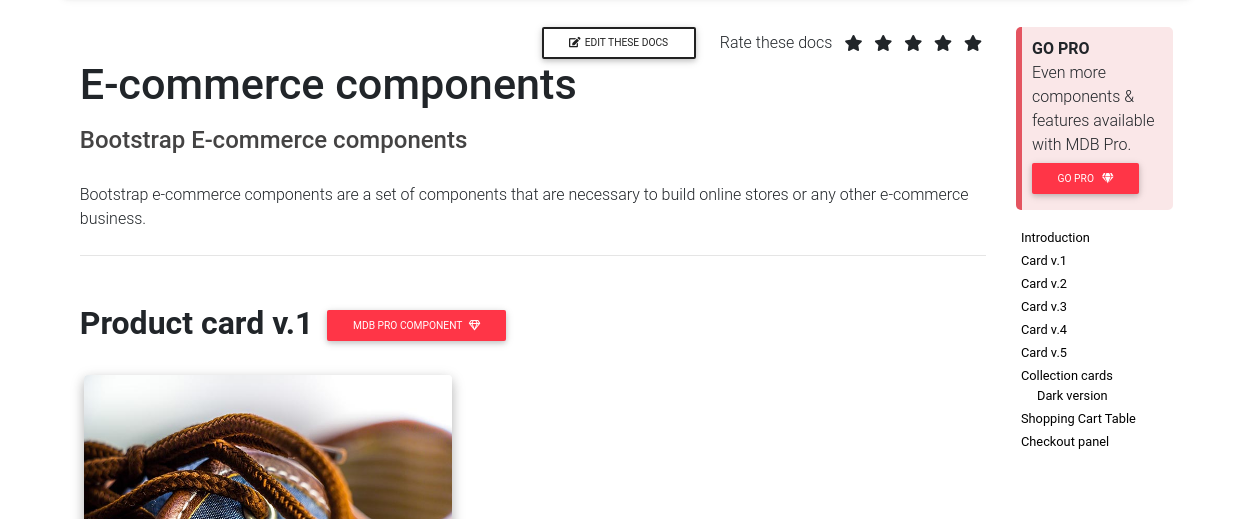 EDIT THESE DOCS
Rate these docs
E-commerce components
Bootstrap E-commerce components
Bootstrap e-commerce components are a set of components that are necessary to build online stores or any other e-commerce
business.
Product card v.1
MDB PRO COMPONENT
GO PRO
Even more
components &
features available
with MDB Pro.
GO PRO
Introduction
Card v.1
Card v.2
Card v.3
Card v.4
Card v.5
Collection cards
Dark version
Shopping Cart Table
Checkout panel